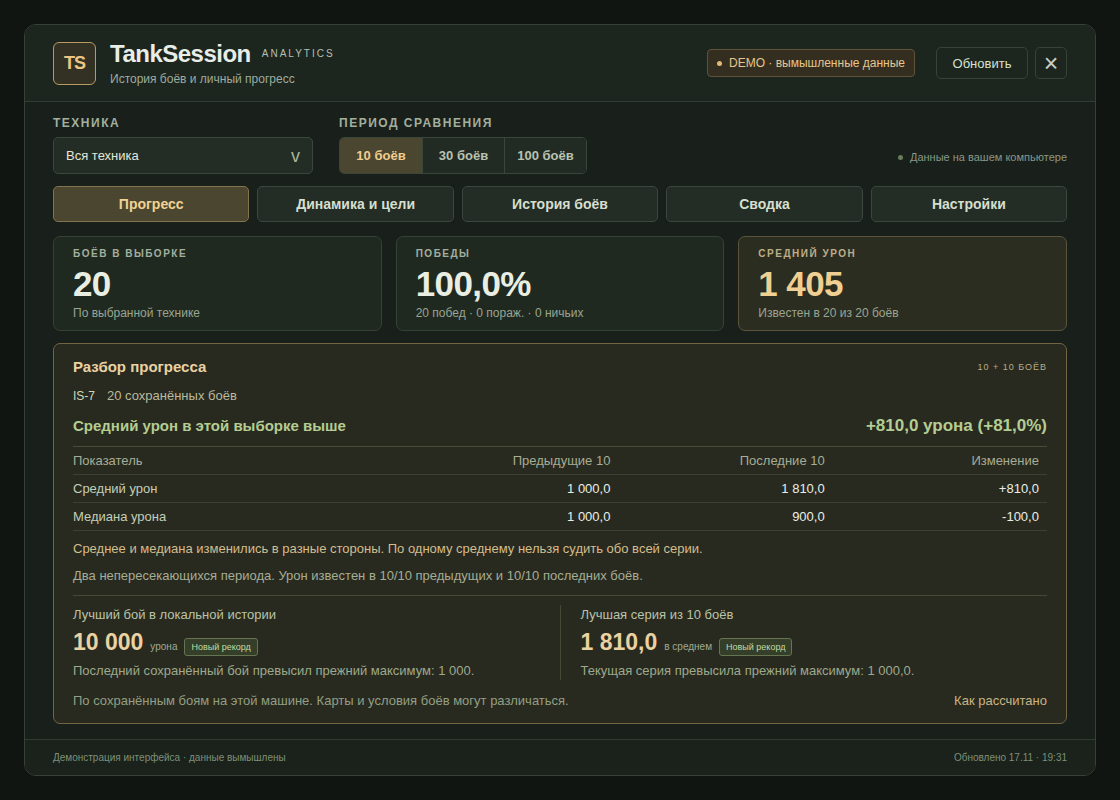 TS
TankSession ANALYTICS
История боёв и личный прогресс
DEMO · вымышленные данные
Обновить
ТЕХНИКА
ПЕРИОД СРАВНЕНИЯ
Вся техника
10 боёв 30 боёв 100 боёв
Данные на вашем компьютере
Прогресс Динамика и цели История боёв Сводка Настройки
БОЁВ В ВЫБОРКЕ
20
По выбранной технике
ПОБЕДЫ
100,0%
20 побед · 0 пораж. · 0 ничьих
СРЕДНИЙ УРОН
1 405
Известен в 20 из 20 боёв
Разбор прогресса
10 + 10 БОЁВ
IS-7 20 сохранённых боёв
Средний урон в этой выборке выше
+810,0 урона (+81,0%)
Показатель Предыдущие 10 Последние 10 Изменение
Средний урон 1 000,0 1 810,0 +810,0
Медиана урона 1 000,0 900,0 -100,0
Среднее и медиана изменились в разные стороны. По одному среднему нельзя судить обо всей серии.
Два непересекающихся периода. Урон известен в 10/10 предыдущих и 10/10 последних боёв.
Лучший бой в локальной истории
10 000 урона Новый рекорд
Последний сохранённый бой превысил прежний максимум: 1 000.
Лучшая серия из 10 боёв
1 810,0 в среднем Новый рекорд
Текущая серия превысила прежний максимум: 1 000,0.
По сохранённым боям на этой машине. Карты и условия боёв могут различаться.
Как рассчитано
Демонстрация интерфейса · данные вымышлены
Обновлено 17.11 · 19:31